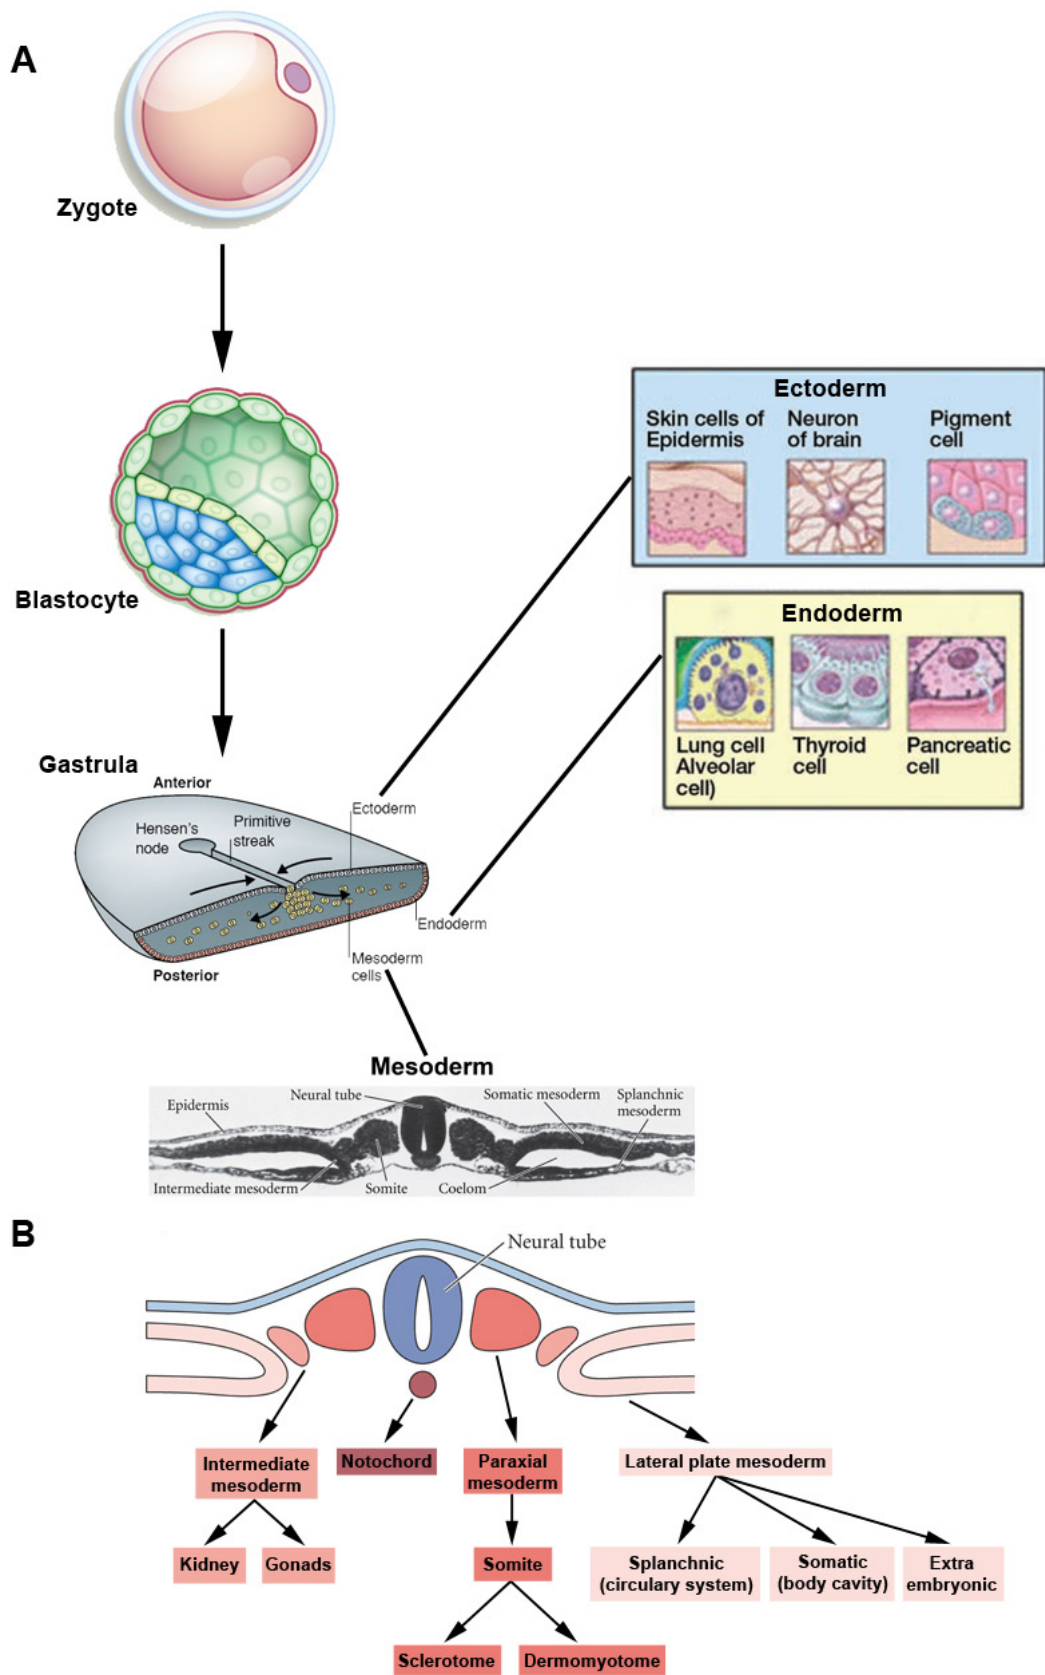 A
Zygote
Blastocyte
Gastrula
Anterior
Hensen's
node
Primitive
streak
Ectoderm
Endoderm
Mesoderm
cells
Posterior
Ectoderm
Skin cells of
Epidermis
Neuron
of brain
Pigment
cell
Endoderm
Lung cell
Alveolar
cell)
Thyroid
cell
Pancreatic
cell
Mesoderm
Epidermis
Neural tube
Somatic mesoderm
Splanchnic
mesoderm
Intermediate mesoderm
Somite
Coelom
B
Neural tube
Intermediate
mesoderm
Notochord
Paraxial
mesoderm
Lateral plate mesoderm
Kidney
Gonads
Somite
Splanchnic
(circulary system)
Somatic
(body cavity)
Extra
embryonic
Sclerotome
Dermomyotome